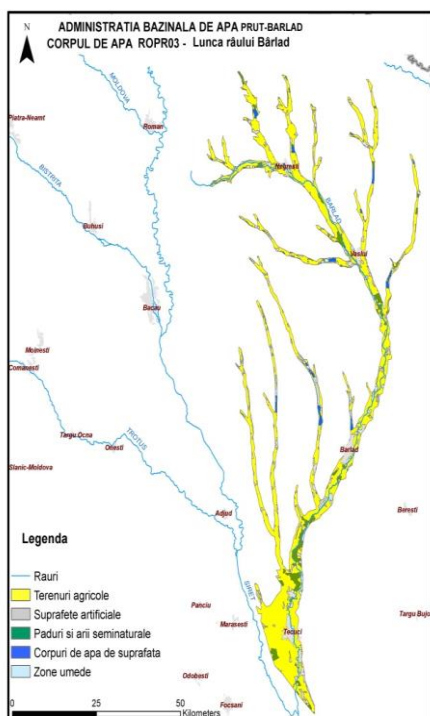 ADMINISTRATIA BAZINALA DE APA PRUT-BARLAD
CORPUL DE APA ROPR03 - Lunca râului Bârlad
N
MOLDOVA
Piatra-Neamt
Roman
BISTRITA
Negresti
BARLAD
Buhusi
Vaslui
Bacau
Moinesti
Comanesti
Targu Ocna
TROTUS
Onesti
Barlad
Slanic-Moldova
Adjud
Beresti
Legenda
SIRET
Rauri
Terenuri agricole
Panciu
Suprafete artificiale
Targu Bujo
Marasesti
Tecuci
Paduri si arii seminaturale
Corpuri de apa de suprafata
Zone umede
Odobesti
Focsani
0 25 50
Kilometers